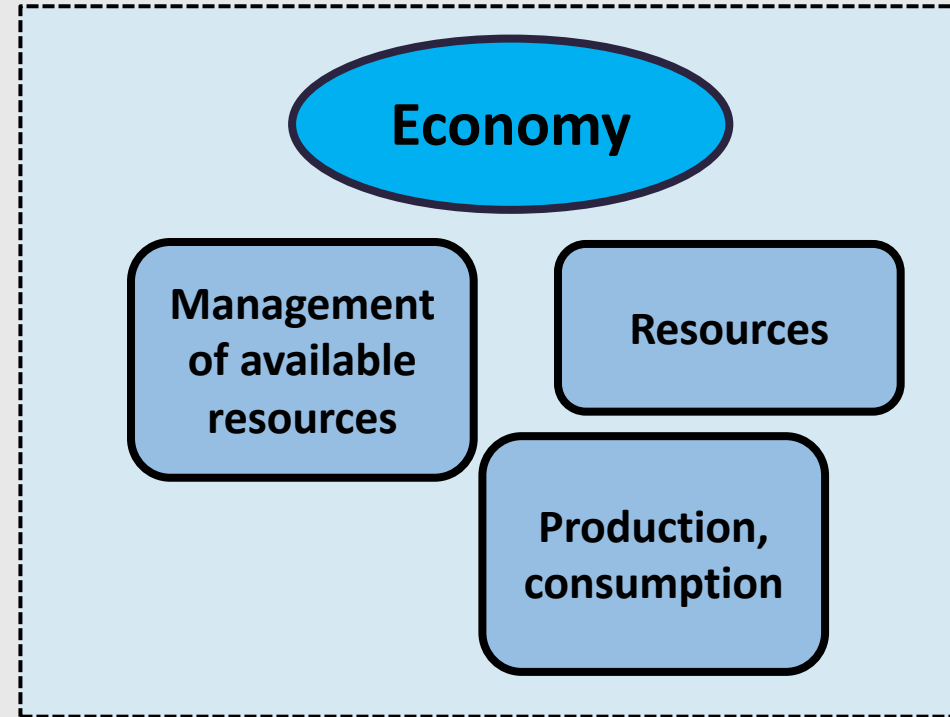 Economy
Management
of available
resources
Resources
Production,
consumption